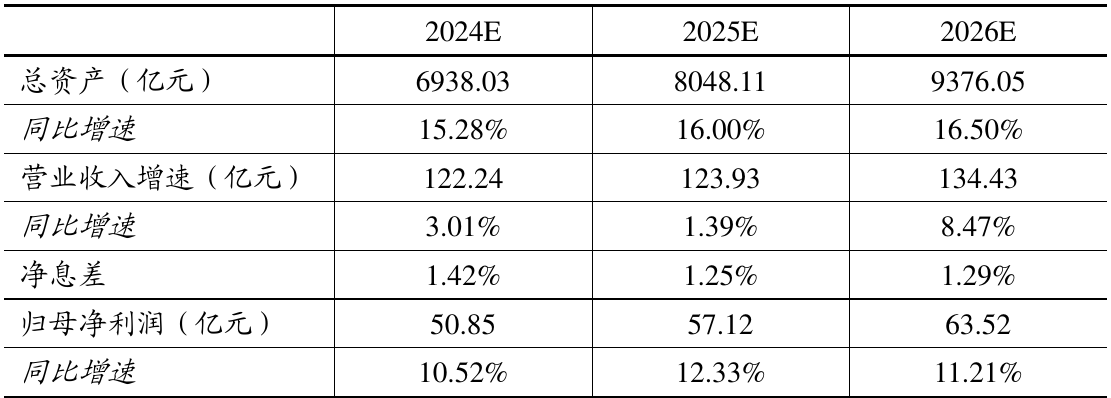 2024E 2025E 2026E
总资产（亿元） 6938.03 8048.11 9376.05
同比增速 15.28% 16.00% 16.50%
营业收入增速（亿元） 122.24 123.93 134.43
同比增速 3.01% 1.39% 8.47%
净息差 1.42% 1.25% 1.29%
归母净利润（亿元） 50.85 57.12 63.52
同比增速 10.52% 12.33% 11.21%